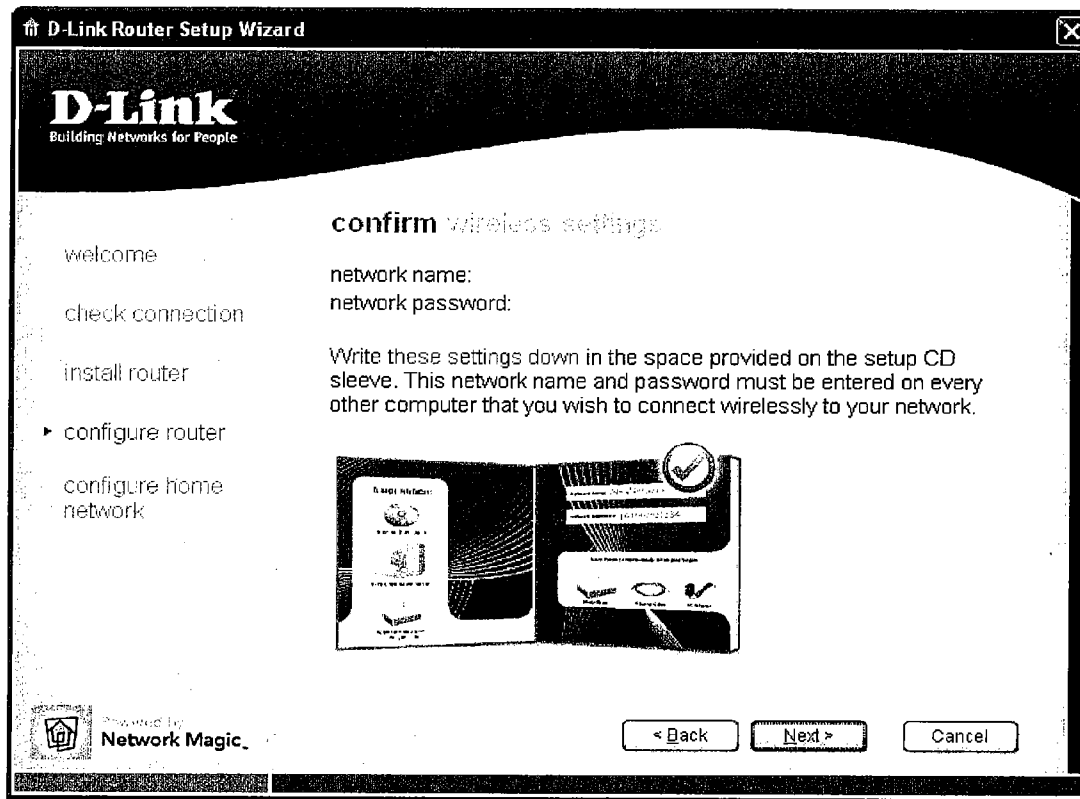 D-Link Router Setup Wizard
D-Link
Building Networks for People
welcome
check connection
install router
configure router
configure home
network
confirm wireless settings
network name:
network password:
Write these settings down in the space provided on the setup CD
sleeve. This network name and password must be entered on every
other computer that you wish to connect wirelessly to your network.
Powered by
Network Magic
< Back
Next >
Cancel